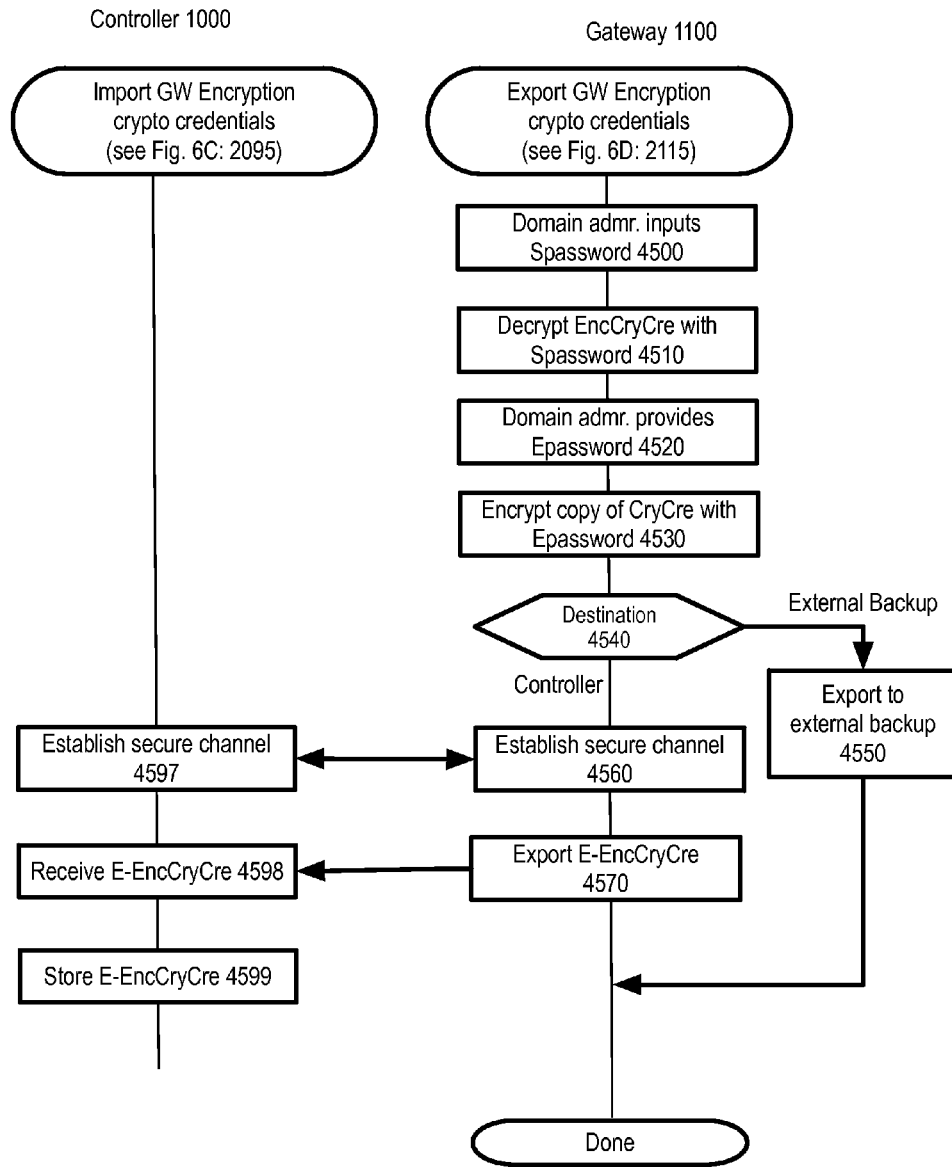 Controller 1000
Gateway 1100
Import GW Encryption
crypto credentials
(see Fig. 6C: 2095)
Export GW Encryption
crypto credentials
(see Fig. 6D: 2115)
Domain admr. inputs
Spassword 4500
Decrypt EncCryCre with
Spassword 4510
Domain admr. provides
Epassword 4520
Encrypt copy of CryCre with
Epassword 4530
Destination
4540
External Backup
Controller
Export to
external backup
4550
Establish secure channel
4597
Establish secure channel
4560
Receive E-EncCryCre 4598
Export E-EncCryCre
4570
Store E-EncCryCre 4599
Done